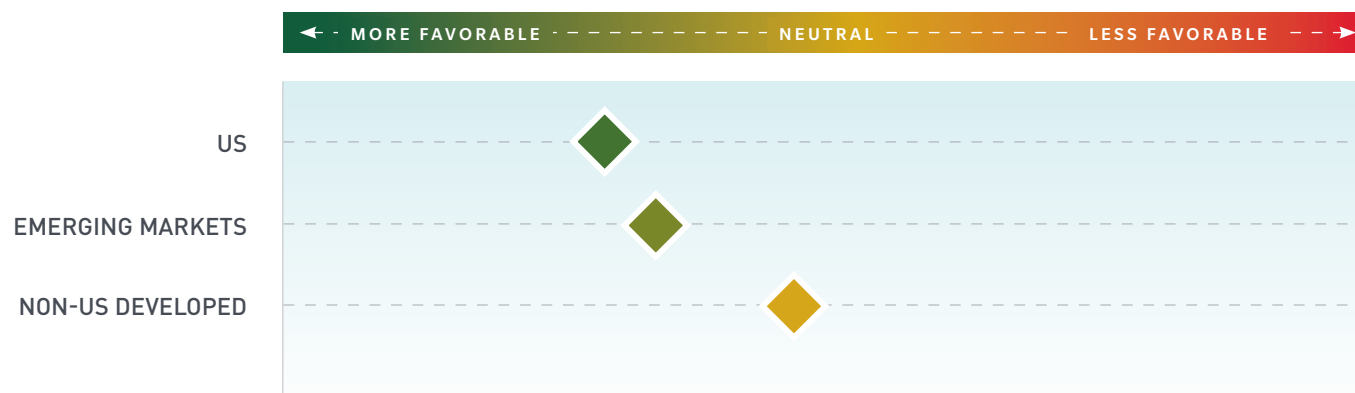 MORE FAVORABLE NEUTRAL LESS FAVORABLE
US
EMERGING MARKETS
NON-US DEVELOPED